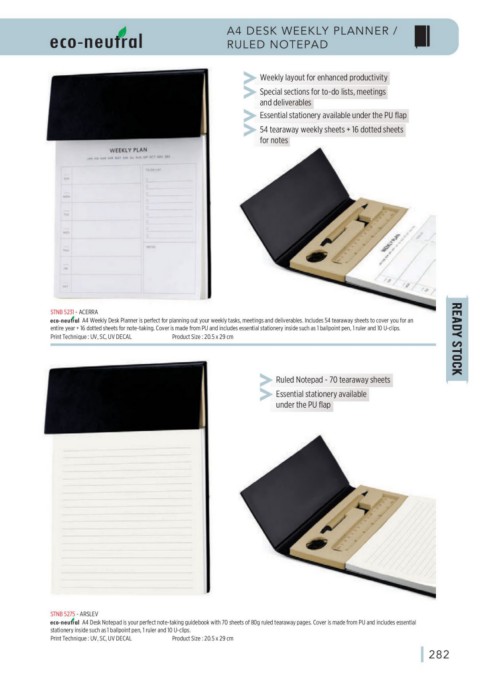 eco-neutral
A4 DESK WEEKLY PLANNER /
RULED NOTEPAD
Weekly layout for enhanced productivity
Special sections for to-do lists, meetings
and deliverables
Essential stationery available under the PU flap
54 tearaway weekly sheets + 16 dotted sheets
for notes
WEEKLY PLAN
WEEKLY PLAN
STNB 5231 - ACERRA
eco-neutral A4 Weekly Desk Planner is perfect for planning out your weekly tasks, meetings and deliverables. Includes 54 tearaway sheets to cover you for an
entire year + 16 dotted sheets for note-taking. Cover is made from PU and includes essential stationery inside such as 1 ballpoint pen, 1 ruler and 10 U-clips.
Print Technique : UV, SC, UV DECAL Product Size : 20.5 x 29 cm
READY STOCK
Ruled Notepad - 70 tearaway sheets
Essential stationery available
under the PU flap
STNB 5275 - ARSLEV
eco-neutral A4 Desk Notepad is your perfect note-taking guidebook with 70 sheets of 80g ruled tearaway pages. Cover is made from PU and includes essential
stationery inside such as 1 ballpoint pen, 1 ruler and 10 U-clips.
Print Technique : UV, SC, UV DECAL Product Size : 20.5 x 29 cm
282